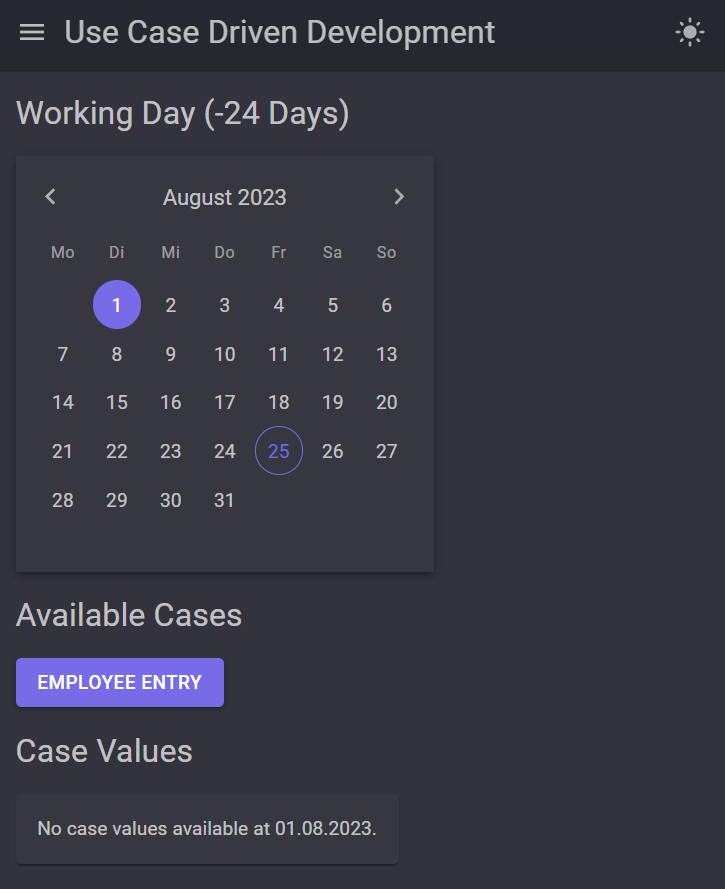 Use Case Driven Development
Working Day (-24 Days)
August 2023
Mo Di Mi Do Fr Sa So
1 2 3 4 5 6
7 8 9 10 11 12 13
14 15 16 17 18 19 20
21 22 23 24 25 26 27
28 29 30 31
Available Cases
EMPLOYEE ENTRY
Case Values
No case values available at 01.08.2023.